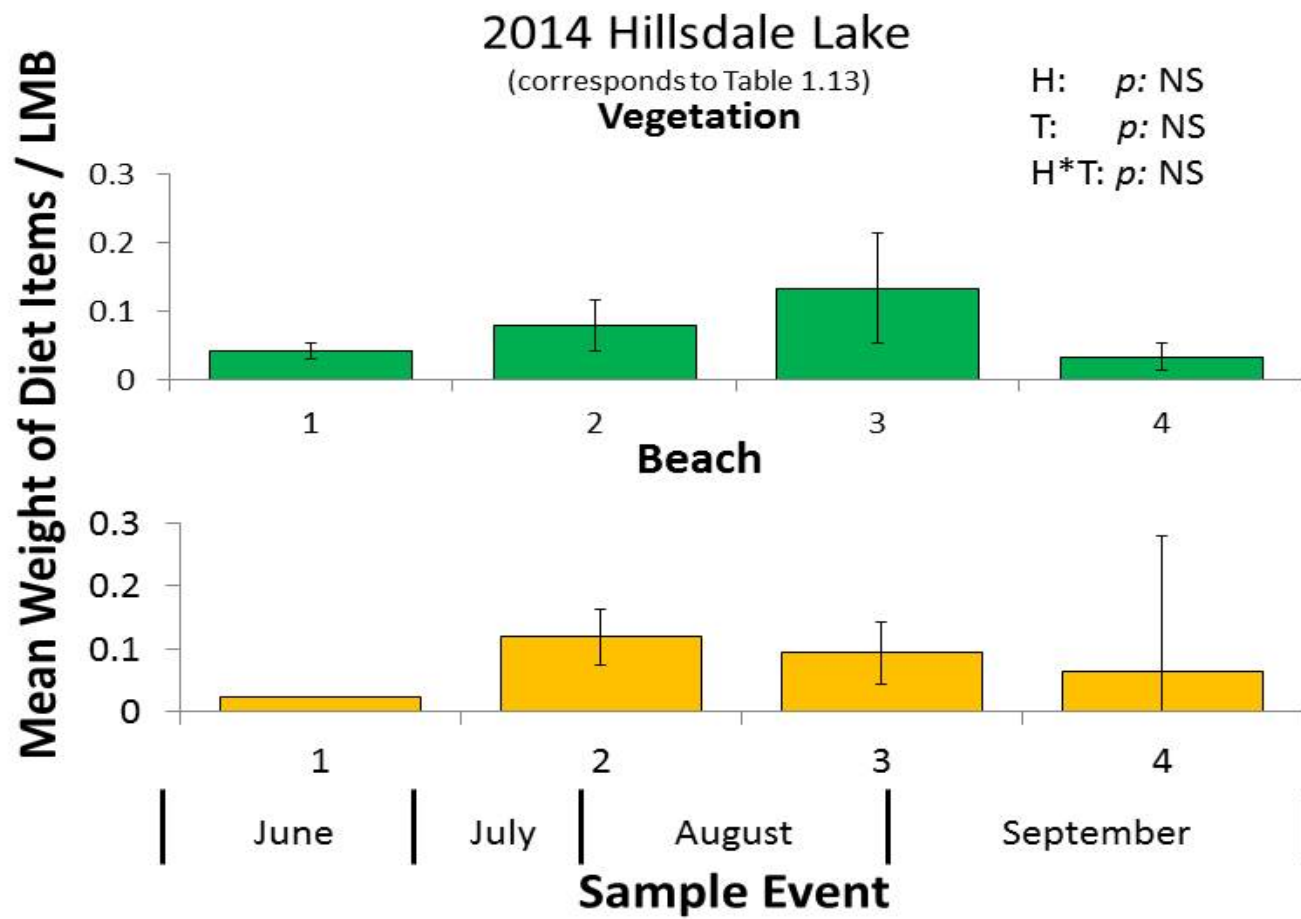 2014 Hillsdale Lake
(corresponds to Table 1.13)
H: p: NS
T: p: NS
H*T: p: NS
Mean Weight of Diet Items / LMB
Vegetation
0.3
0.2
0.1
0
1 2 3 4
Beach
0.3
0.2
0.1
0
1 2 3 4
June July August September
Sample Event